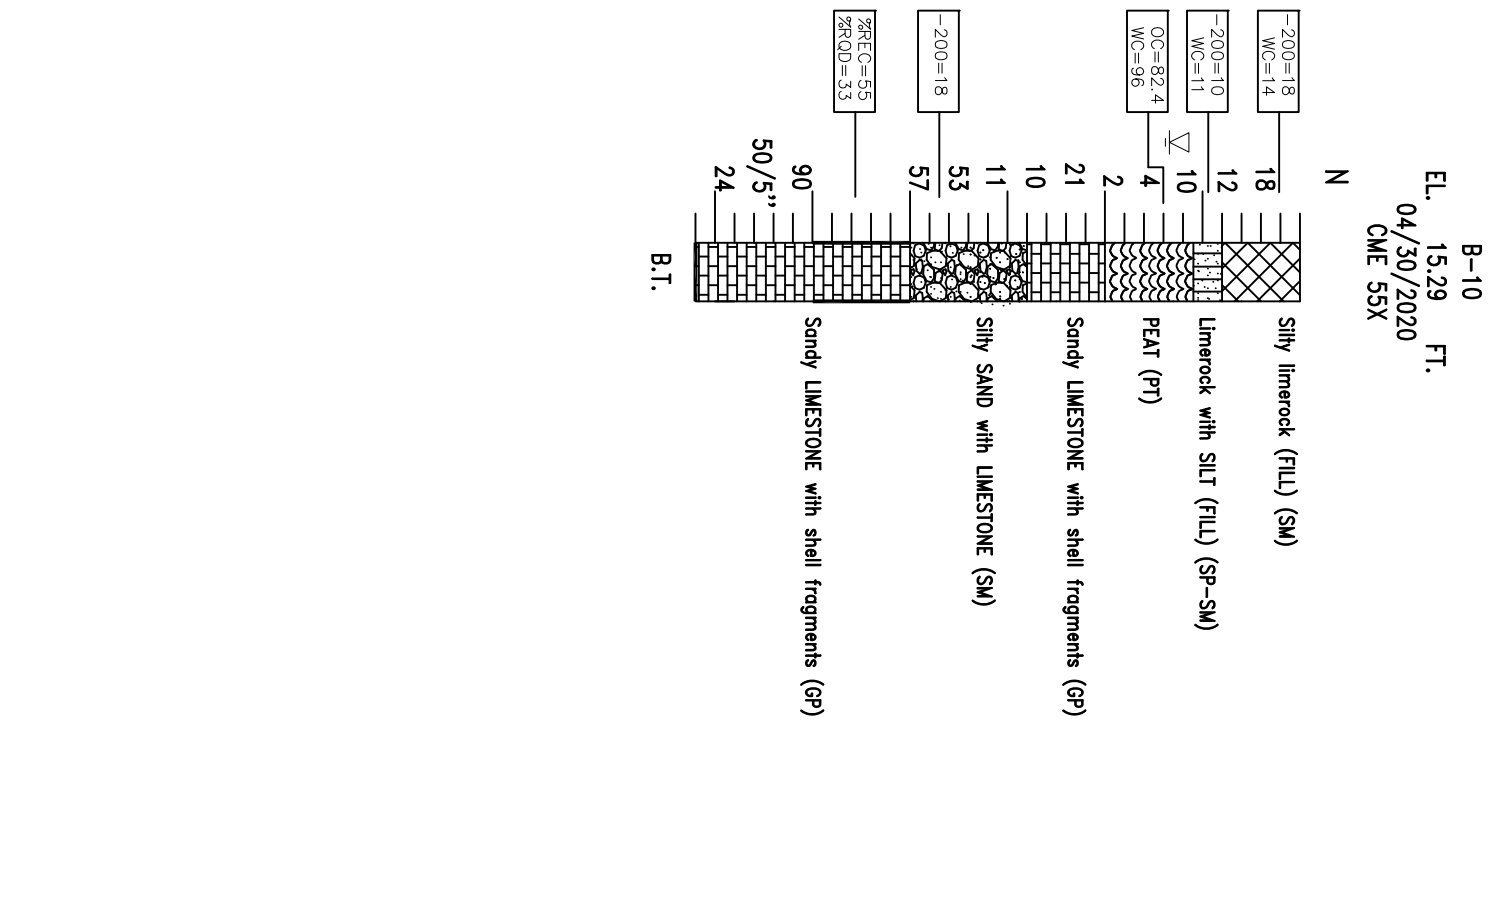 B-10
EL. 15.29 FT.
04/30/2020
CME 55X
N
-200=18
WC=14
18
Silty limerock (FILL) (SM)
12
-200=10
WC=11
Limerock with SILT (FILL) (SP-SM)
10
OC=82.4
WC=96
4
PEAT (PT)
2
21
Sandy LIMESTONE with shell fragments (GP)
10
11
Silty SAND with LIMESTONE (SM)
53
-200=18
57
%REC=55
%RQD=33
90
Sandy LIMESTONE with shell fragments (GP)
50/5"
24
B.T.